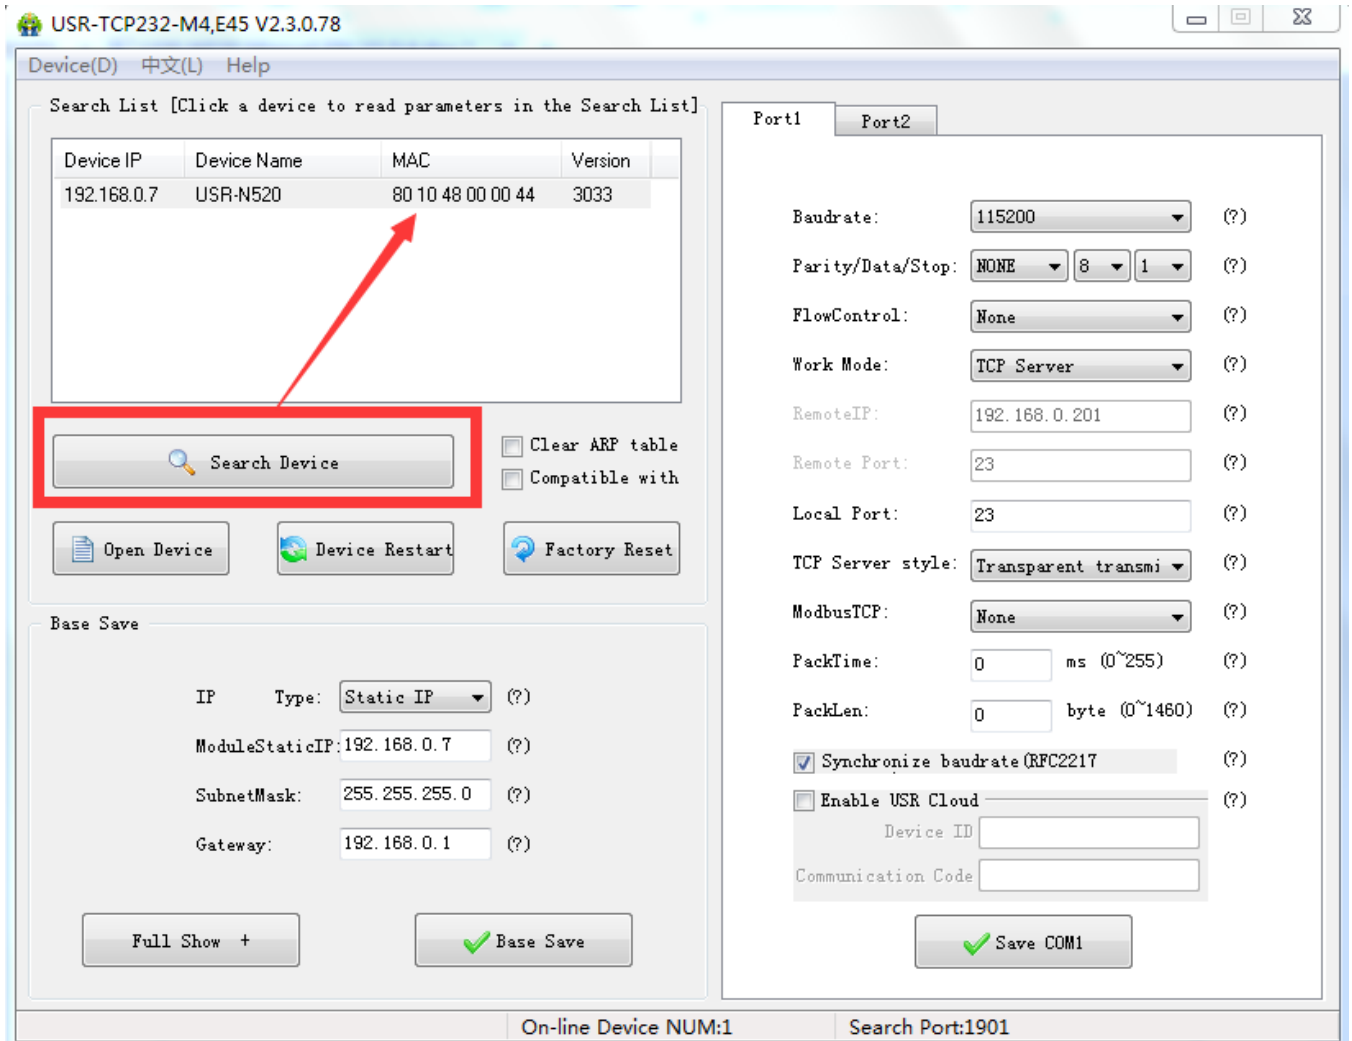 USR-TCP232-M4,E45 V2.3.0.78
Device(D) 中文(L) Help
Search List [Click a device to read parameters in the Search List]
Device IP Device Name MAC Version
192.168.0.7 USR-N520 80 10 48 00 00 44 3033
Search Device
Clear ARP table
Compatible with
Open Device
Device Restart
Factory Reset
Base Save
IP Type: Static IP (?)
ModuleStaticIP: 192.168.0.7 (?)
SubnetMask: 255.255.255.0 (?)
Gateway: 192.168.0.1 (?)
Full Show +
Base Save
Port1 Port2
Baudrate: 115200 (?)
Parity/Data/Stop: NONE 8 1 (?)
FlowControl: None (?)
Work Mode: TCP Server (?)
RemoteIP: 192.168.0.201 (?)
Remote Port: 23 (?)
Local Port: 23 (?)
TCP Server style: Transparent transmi (?)
ModbusTCP: None (?)
PackTime: 0 ms (0~255) (?)
PackLen: 0 byte (0~1460) (?)
Synchronize baudrate(RFC2217 (?)
Enable USR Cloud (?)
Device ID
Communication Code
Save COM1
On-line Device NUM:1 Search Port:1901